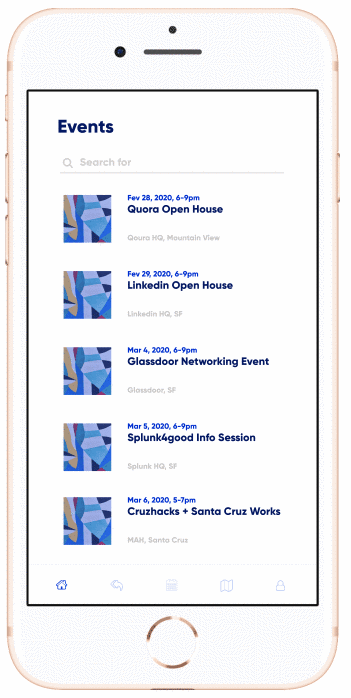 Events
Search for
Fev 28, 2020, 6-9pm
Quora Open House
Qoura HQ, Mountain View
Fev 29, 2020, 6-9pm
Linkedin Open House
Linkedin HQ, SF
Mar 4, 2020, 6-9pm
Glassdoor Networking Event
Glassdoor, SF
Mar 5, 2020, 6-9pm
Splunk4good Info Session
Splunk HQ, SF
Mar 6, 2020, 5-7pm
Cruzhacks + Santa Cruz Works
MAH, Santa Cruz